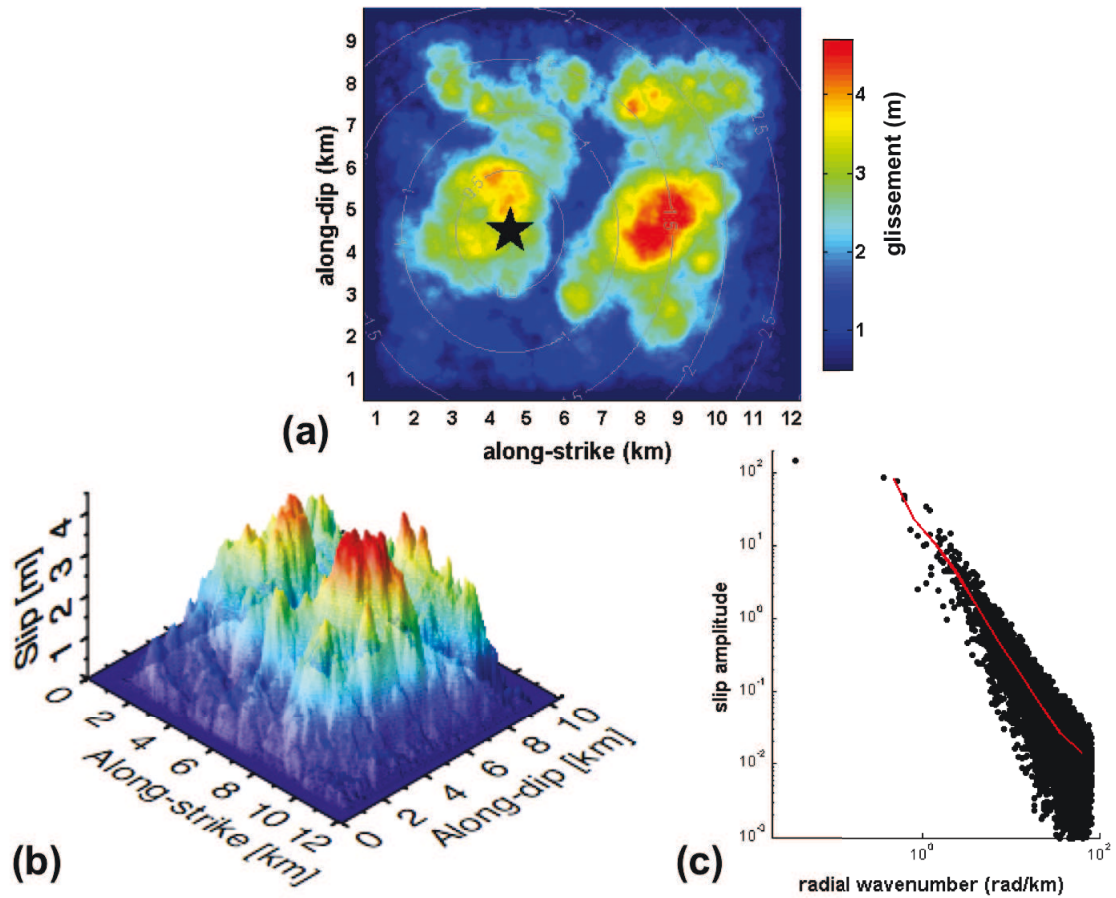 9
8
7
6
5
4
3
2
1
along-dip (km)
1 2 3 4 5 6 7 8 9 10 11 12
along-strike (km)
4
3
2
1
glissement (m)
(a)
Slip [m]
4
3
2
1
0
0 2 4 6 8 10 12
Along-strike [km]
0 2 4 6 8 10
Along-dip [km]
(b)
slip amplitude
10²
10¹
10⁰
10⁻¹
10⁻²
10⁻³
10⁰ 10²
radial wavenumber (rad/km)
(c)